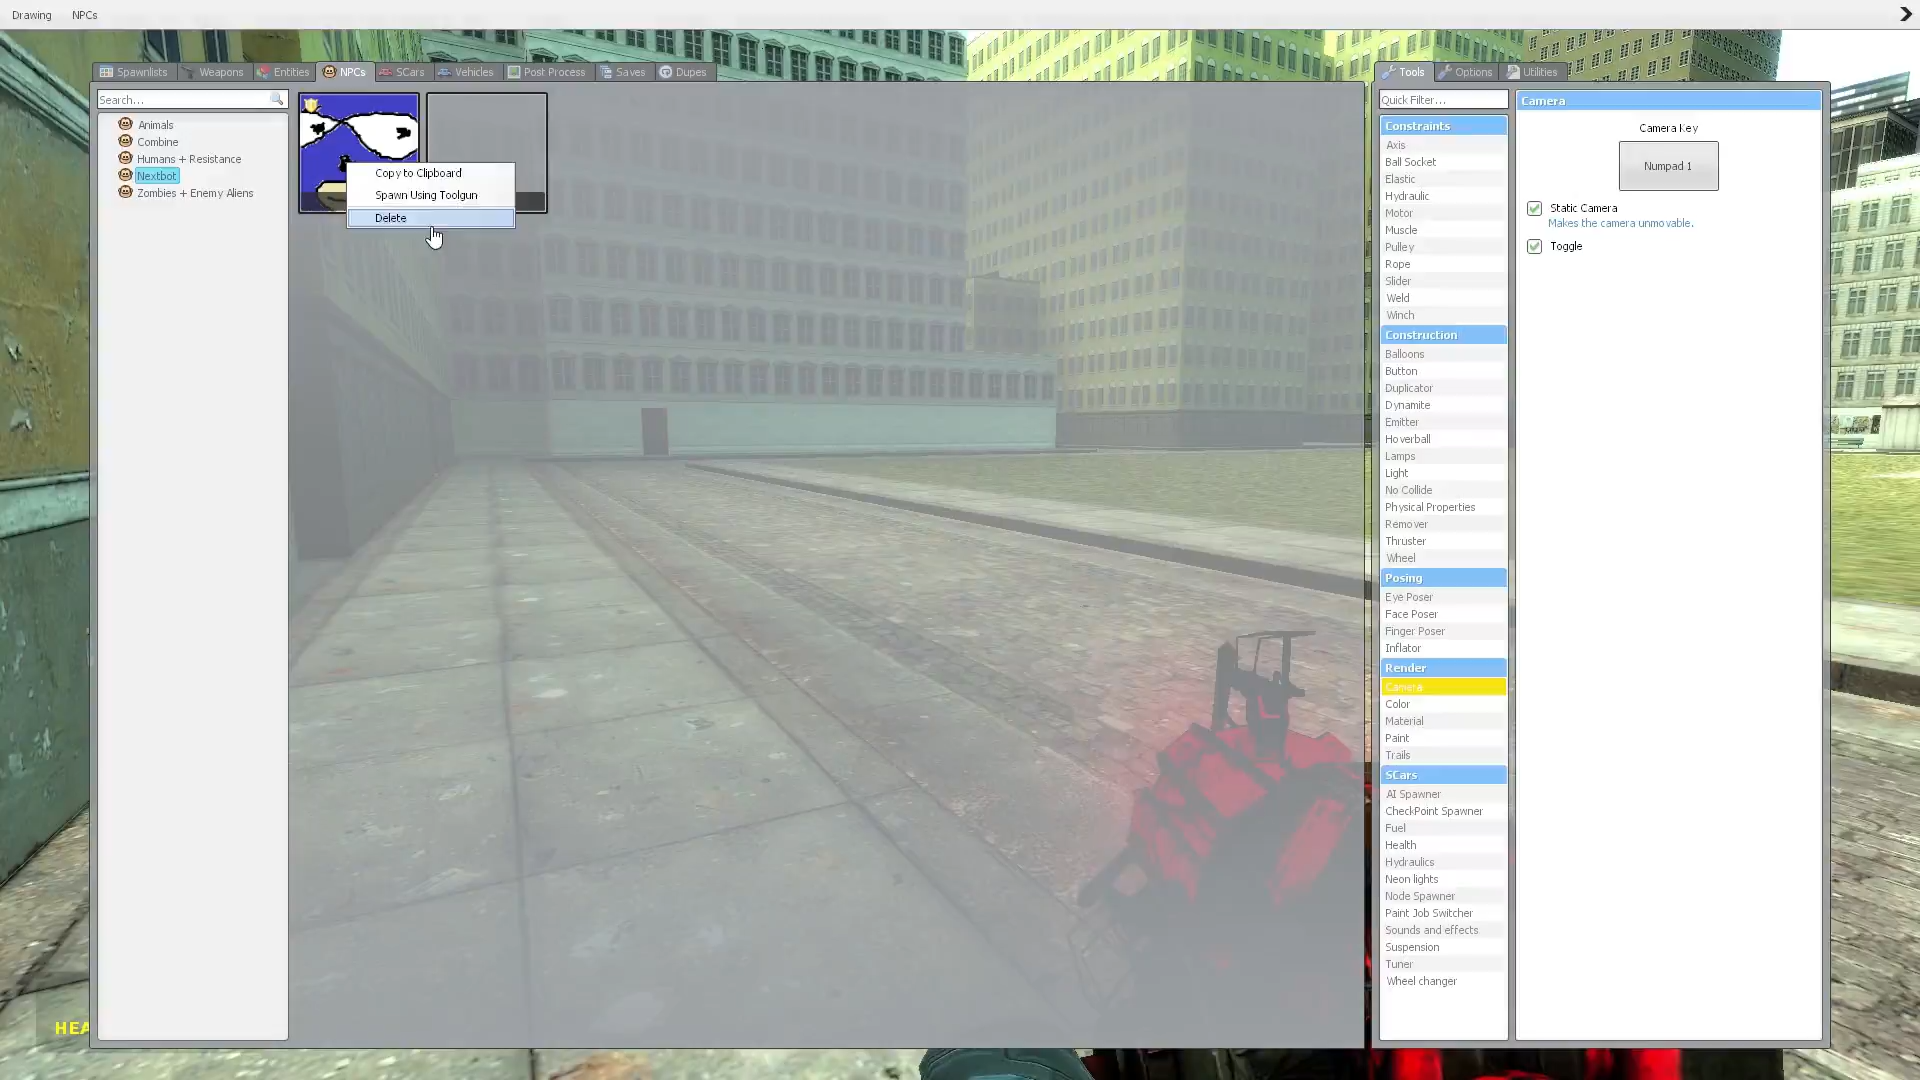 Drawing NPCs
Spawnlists Weapons Entities NPCs SCars Vehicles Post Process Saves Dupes
Search...
Animals
Combine
Humans + Resistance
Nextbot
Zombies + Enemy Aliens
Copy to Clipboard
Spawn Using Toolgun
Delete
HEA
Tools Options Utilities
Quick Filter...
Constraints
Axis
Ball Socket
Elastic
Hydraulic
Motor
Muscle
Pulley
Rope
Slider
Weld
Winch
Construction
Balloons
Button
Duplicator
Dynamite
Emitter
Hoverball
Lamps
Light
No Collide
Physical Properties
Remover
Thruster
Wheel
Posing
Eye Poser
Face Poser
Finger Poser
Inflator
Render
Camera
Color
Material
Paint
Trails
SCars
AI Spawner
CheckPoint Spawner
Fuel
Health
Hydraulics
Neon lights
Node Spawner
Paint Job Switcher
Sounds and effects
Suspension
Tuner
Wheel changer
Camera
Camera Key
Numpad 1
Static Camera
Makes the camera unmovable.
Toggle